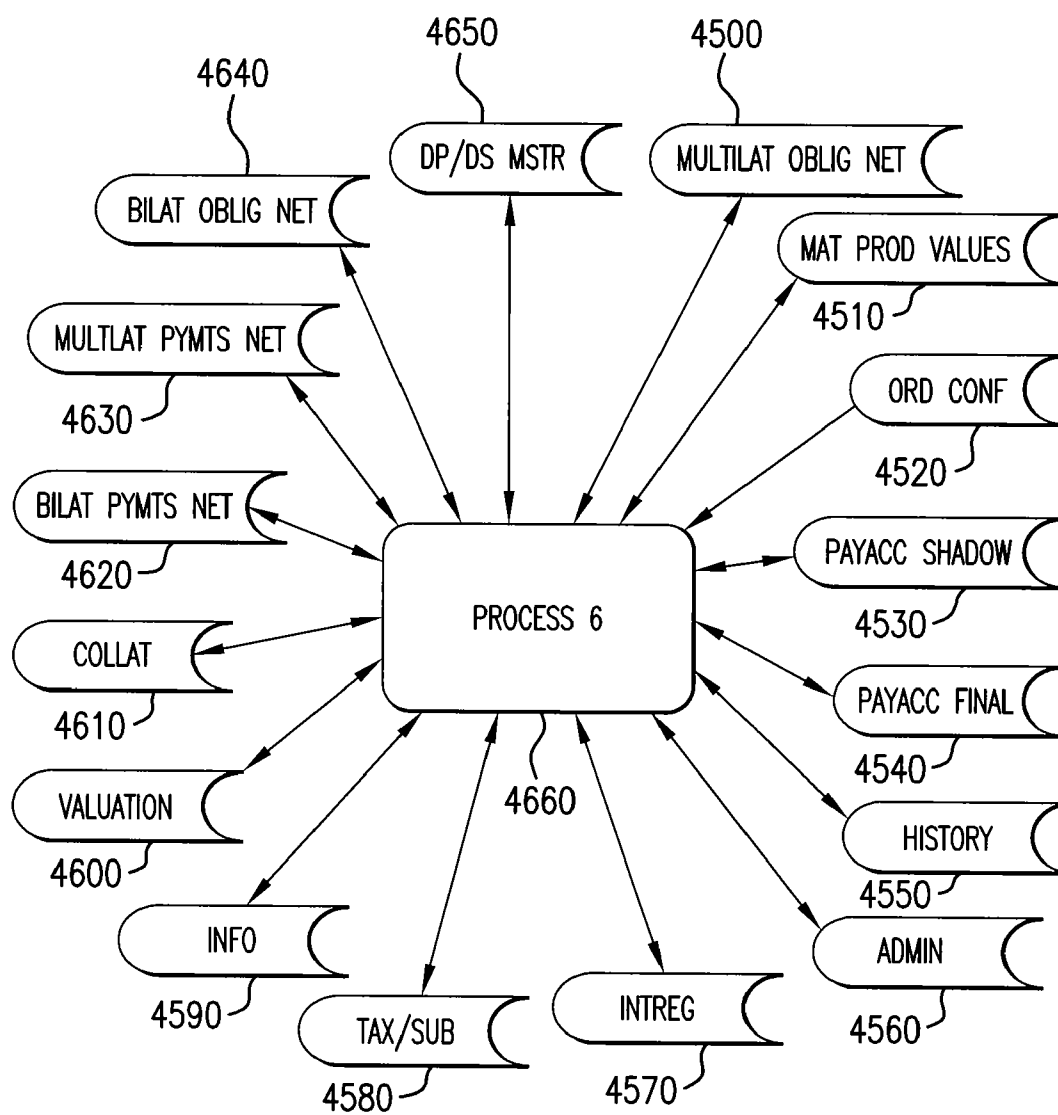 4650
4500
4640
DP/DS MSTR
MULTILAT OBLIG NET
BILAT OBLIG NET
MAT PROD VALUES
4510
MULTLAT PYMTS NET
4630
ORD CONF
4520
BILAT PYMTS NET
4620
PAYACC SHADOW
4530
PROCESS 6
COLLAT
4610
PAYACC FINAL
4540
4660
VALUATION
4600
HISTORY
4550
INFO
4590
ADMIN
4560
TAX/SUB
4580
INTREG
4570